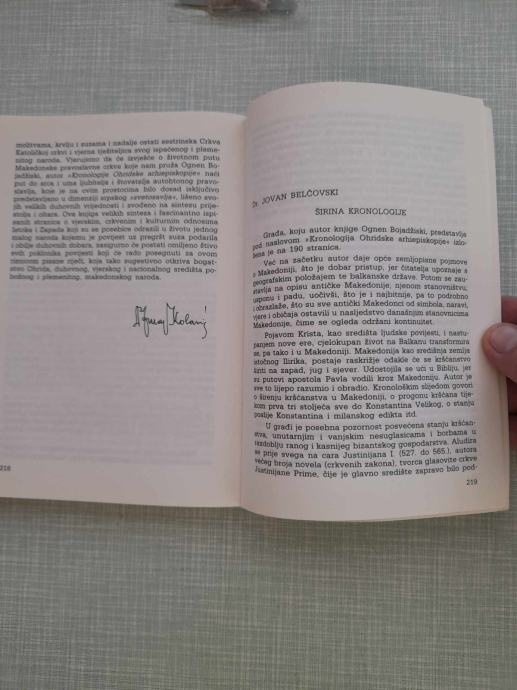 molitvama, krvlju i suzama i nadalje ostati sestrinska Crkva
Katoličkoj crkvi i vjerna tješiteljica svog ispaćenog i pleme-
nitog naroda. Vjerujemo da će izvješće o životnom putu
Makedonske pravoslavne crkve koje nam pruža Ognen Bo-
jadžiski, autor »Kronologije Ohridske arhiepiskopije« naći
put do srca i uma ljubitelja i štovatelja autohtonog pravo-
slavlja, koje je na ovim prostorima bilo dosad isključivo
predstavljano u dimenziji srpskog »svetosavlja«, lišeno svo-
jih velikih duhovnih vrijednosti i svođeno na sintezu prije-
stolja i oltara. Ova knjiga velikih sinteza i fascinantno ispi-
sanih stranica o vjerskim, crkvenim i kulturnim odnosima
Istoka i Zapada koji su se posebice odrazili u životu jednog
malog naroda kojemu je povijest uz pregršt suza podarila
i obilje duhovnih dobara, zasigurno će postati omiljeno štivo
svih poklonika povijesti koji će rado posegnuti za ovom
riznicom pisane riječi, koja tako sugestivno otkriva bogat-
stvo Ohrida, duhovnog, vjerskog i nacionalnog središta po-
božnog i plemenitog, makedonskog naroda.
Juraj Kolarić
218
Dr. JOVAN BELČOVSKI
ŠIRINA KRONOLOGIJE
Građa, koju autor knjige Ognen Bojadžiski, predstavlja
pod naslovom »Kronologija Ohridske arhiepiskopije« izlo-
žena je na 190 stranica.
Već na začetku autor daje opće zemljopisne pojmove
o Makedoniji, što je dobar pristup, jer čitatelja upoznaje s
geografskim položajem te balkanske države. Potom se zau-
stavlja na opisu antičke Makedonije, njenom stanovništvu,
usponu i padu, uočivši, što je i najbitnije, pa to podrobno
i obrazlaže, što su sve antički Makedonci od simbola, naravi,
vjere i običaja ostavili u nasljedstvo današnjim stanovnicima
Makedonije, čime se ogleda održani kontinuitet.
Pojavom Krista, kao središta ljudske povijesti, i nastu-
panjem nove ere, cjelokupan život na Balkanu transformira
se, pa tako i u Makedoniji. Makedonija kao središnja zemlja
istočnog Ilirika, postaje raskrižje odakle će se kršćanstvo
širiti na zapad, jug i sjever. Udostojila se ući u Bibliju, jer
su putovi apostola Pavla vodili kroz Makedoniju. Autor je
sve to lijepo razumio i obradio. Kronološkim slijedom govori
o širenju kršćanstva u Makedoniji, o progonu kršćana tije-
kom prva tri stoljeća sve do Konstantina Velikog, o stanju
poslije Konstantina i milanskog edikta itd.
U građi je posebna pozornost posvećena stanju kršćan-
stva, unutarnjim i vanjskim nesuglasicama i borbama u
razdoblju ranog i kasnijeg bizantskog gospodarstva. Aludira
se prije svega na cara Justinijana I. (527. do 565.), autora
većeg broja novela (crkvenih zakona), tvorca glasovite crkve
Justinijane Prime, čije je glavno središte zapravo bilo pod-
219